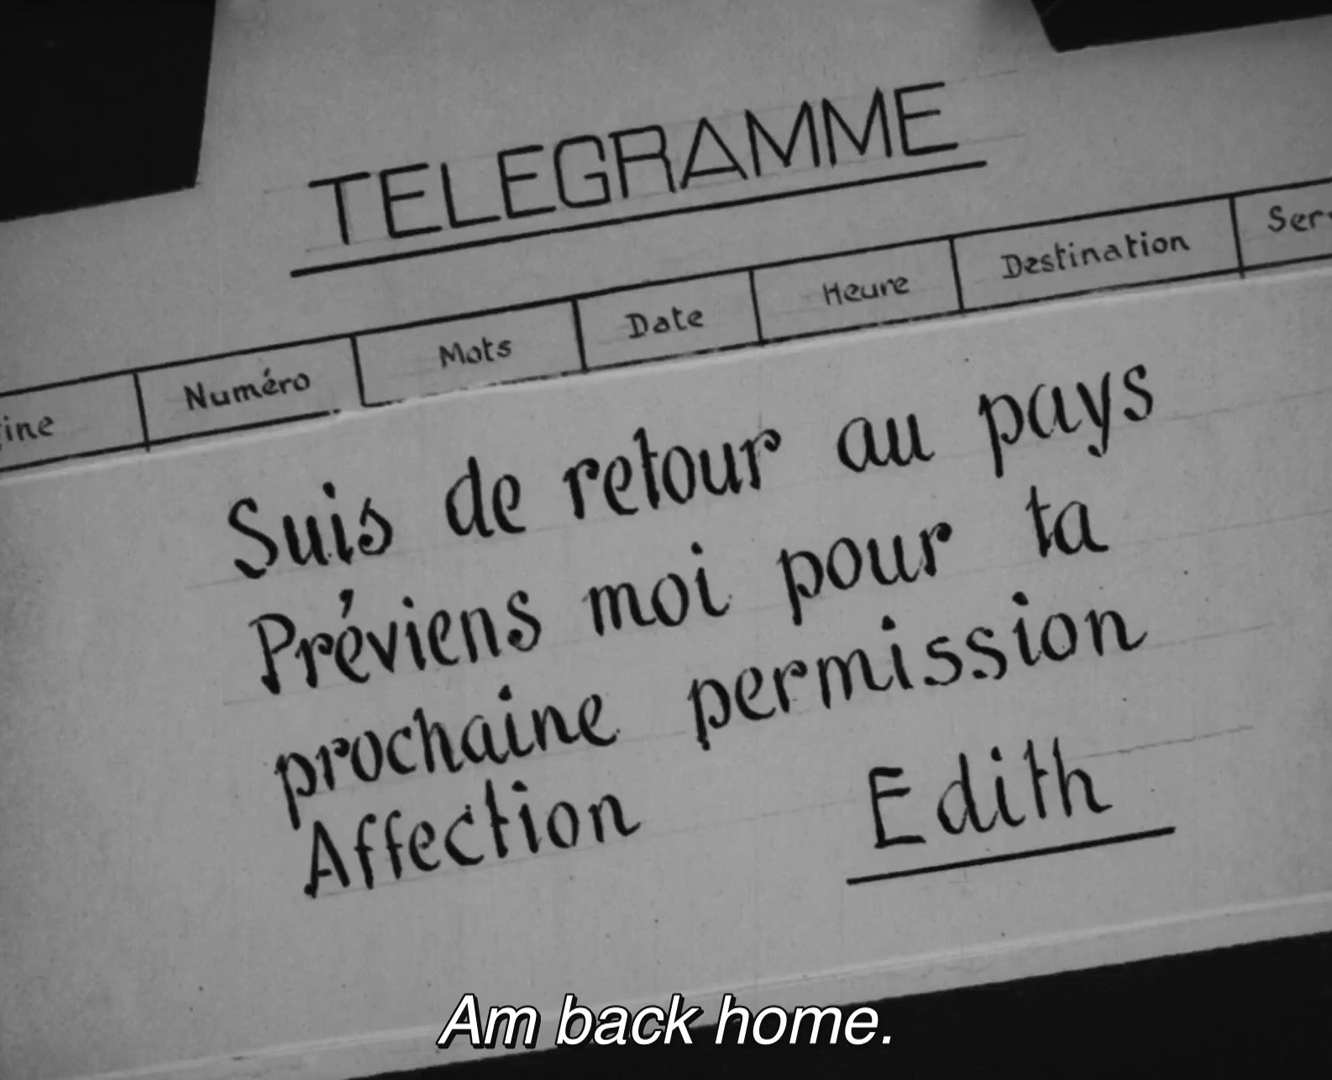 TELEGRAMME
ine Numéro Mots Date Heure Destination Ser
Suis de retour au pays
Préviens moi pour ta
prochaine permission
Affection Edith
Am back home.